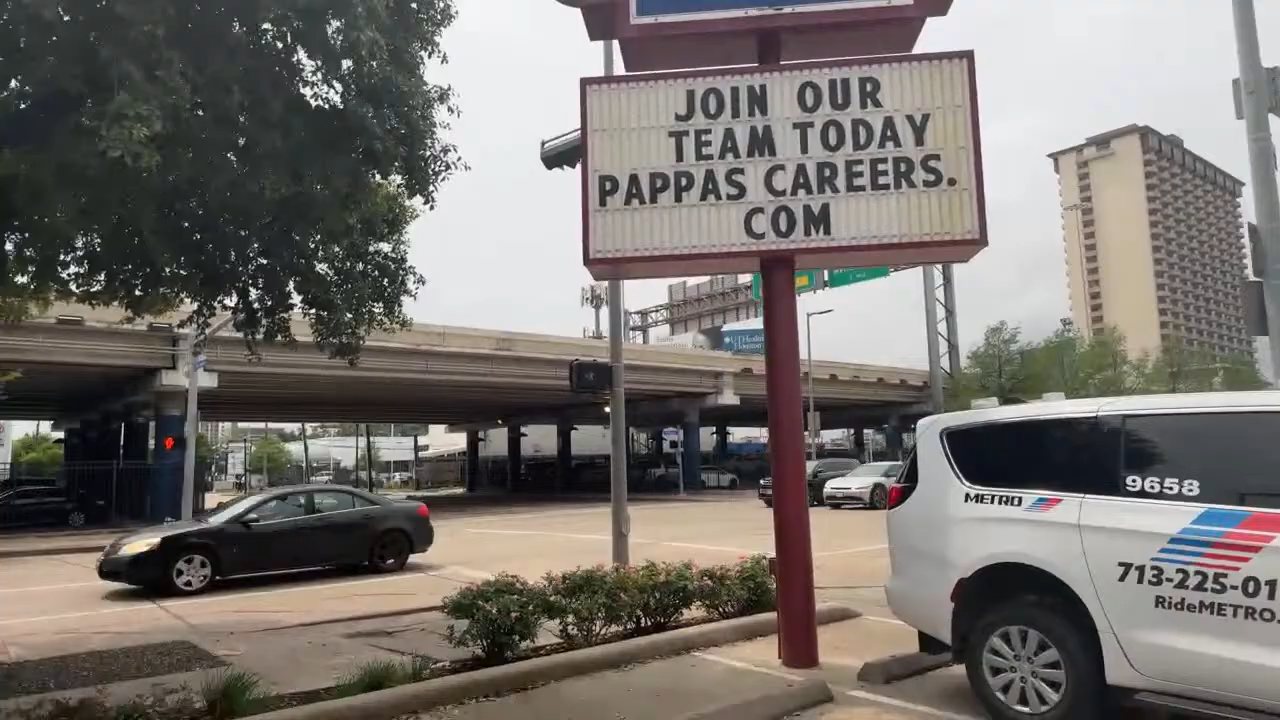 JOIN OUR
TEAM TODAY
PAPPAS CAREERS.
COM
METRO
9658
713-225-01
RideMETRO.